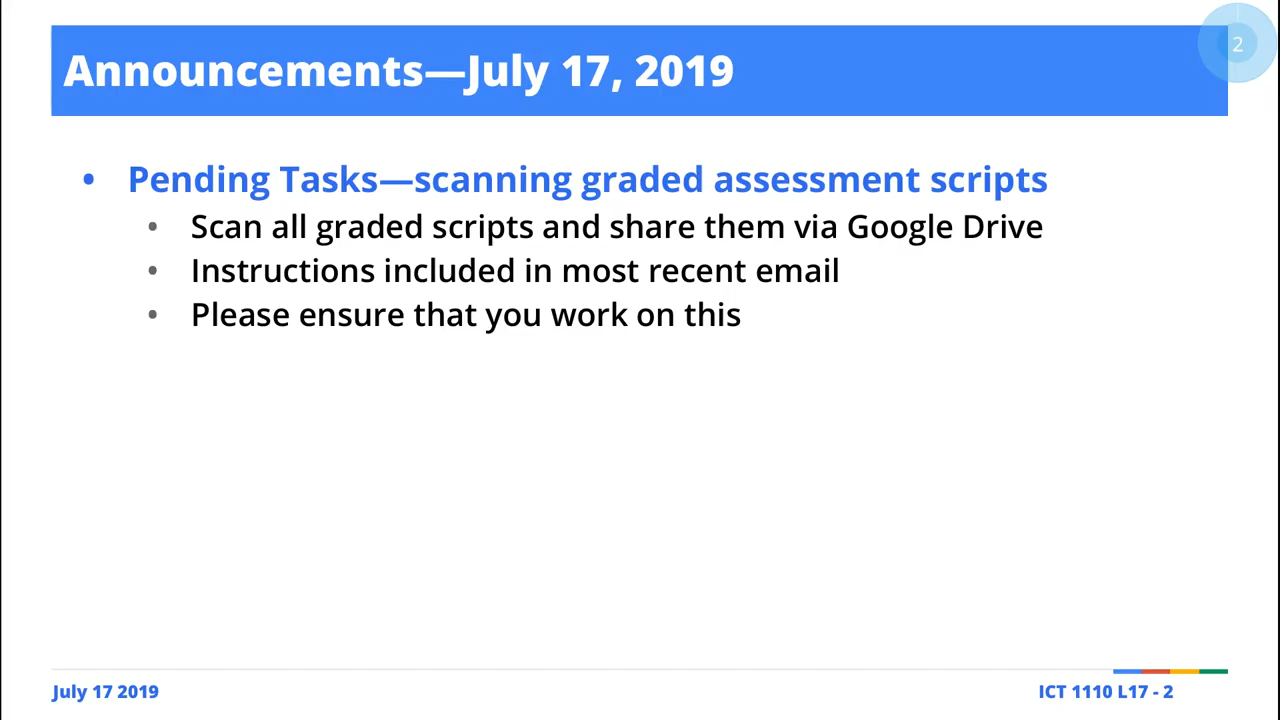 2
Announcements—July 17, 2019
• Pending Tasks—scanning graded assessment scripts
• Scan all graded scripts and share them via Google Drive
• Instructions included in most recent email
• Please ensure that you work on this
July 17 2019
ICT 1110 L17 - 2